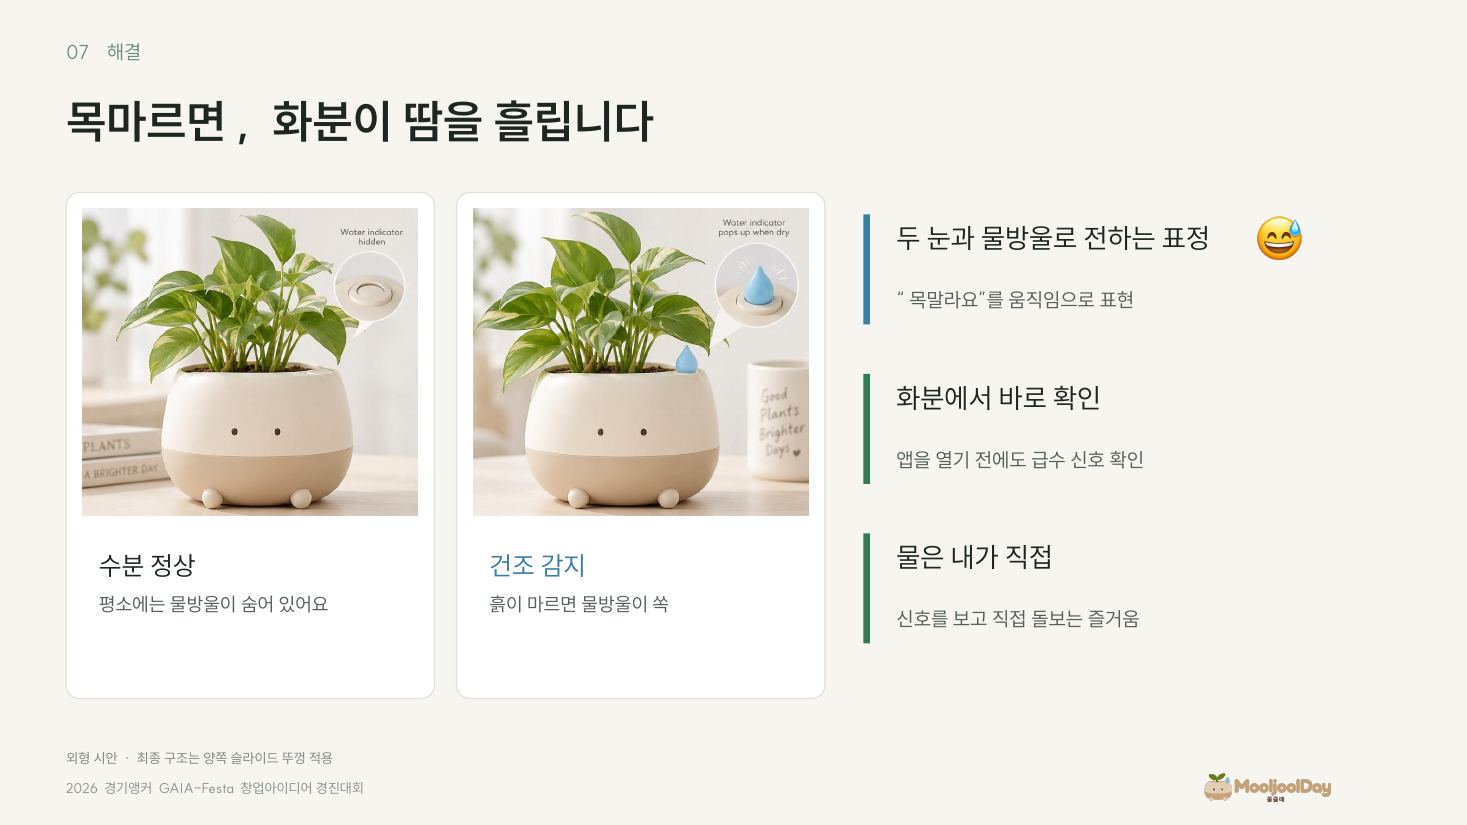 07 해결
목마르면 , 화분이 땀을 흘립니다
Water indicator
hidden
PLANTS
A BRIGHTER DAY
수분 정상
평소에는 물방울이 숨어 있어요
Water indicator
pops up when dry
Good
Plants
Brighter
Days
건조 감지
흙이 마르면 물방울이 쏙
두 눈과 물방울로 전하는 표정
“ 목말라요”를 움직임으로 표현
화분에서 바로 확인
앱을 열기 전에도 급수 신호 확인
물은 내가 직접
신호를 보고 직접 돌보는 즐거움
외형 시안 · 최종 구조는 양쪽 슬라이드 뚜껑 적용
2026 경기앵커 GAIA-Festa 창업아이디어 경진대회
MooljoolDay
물줄데